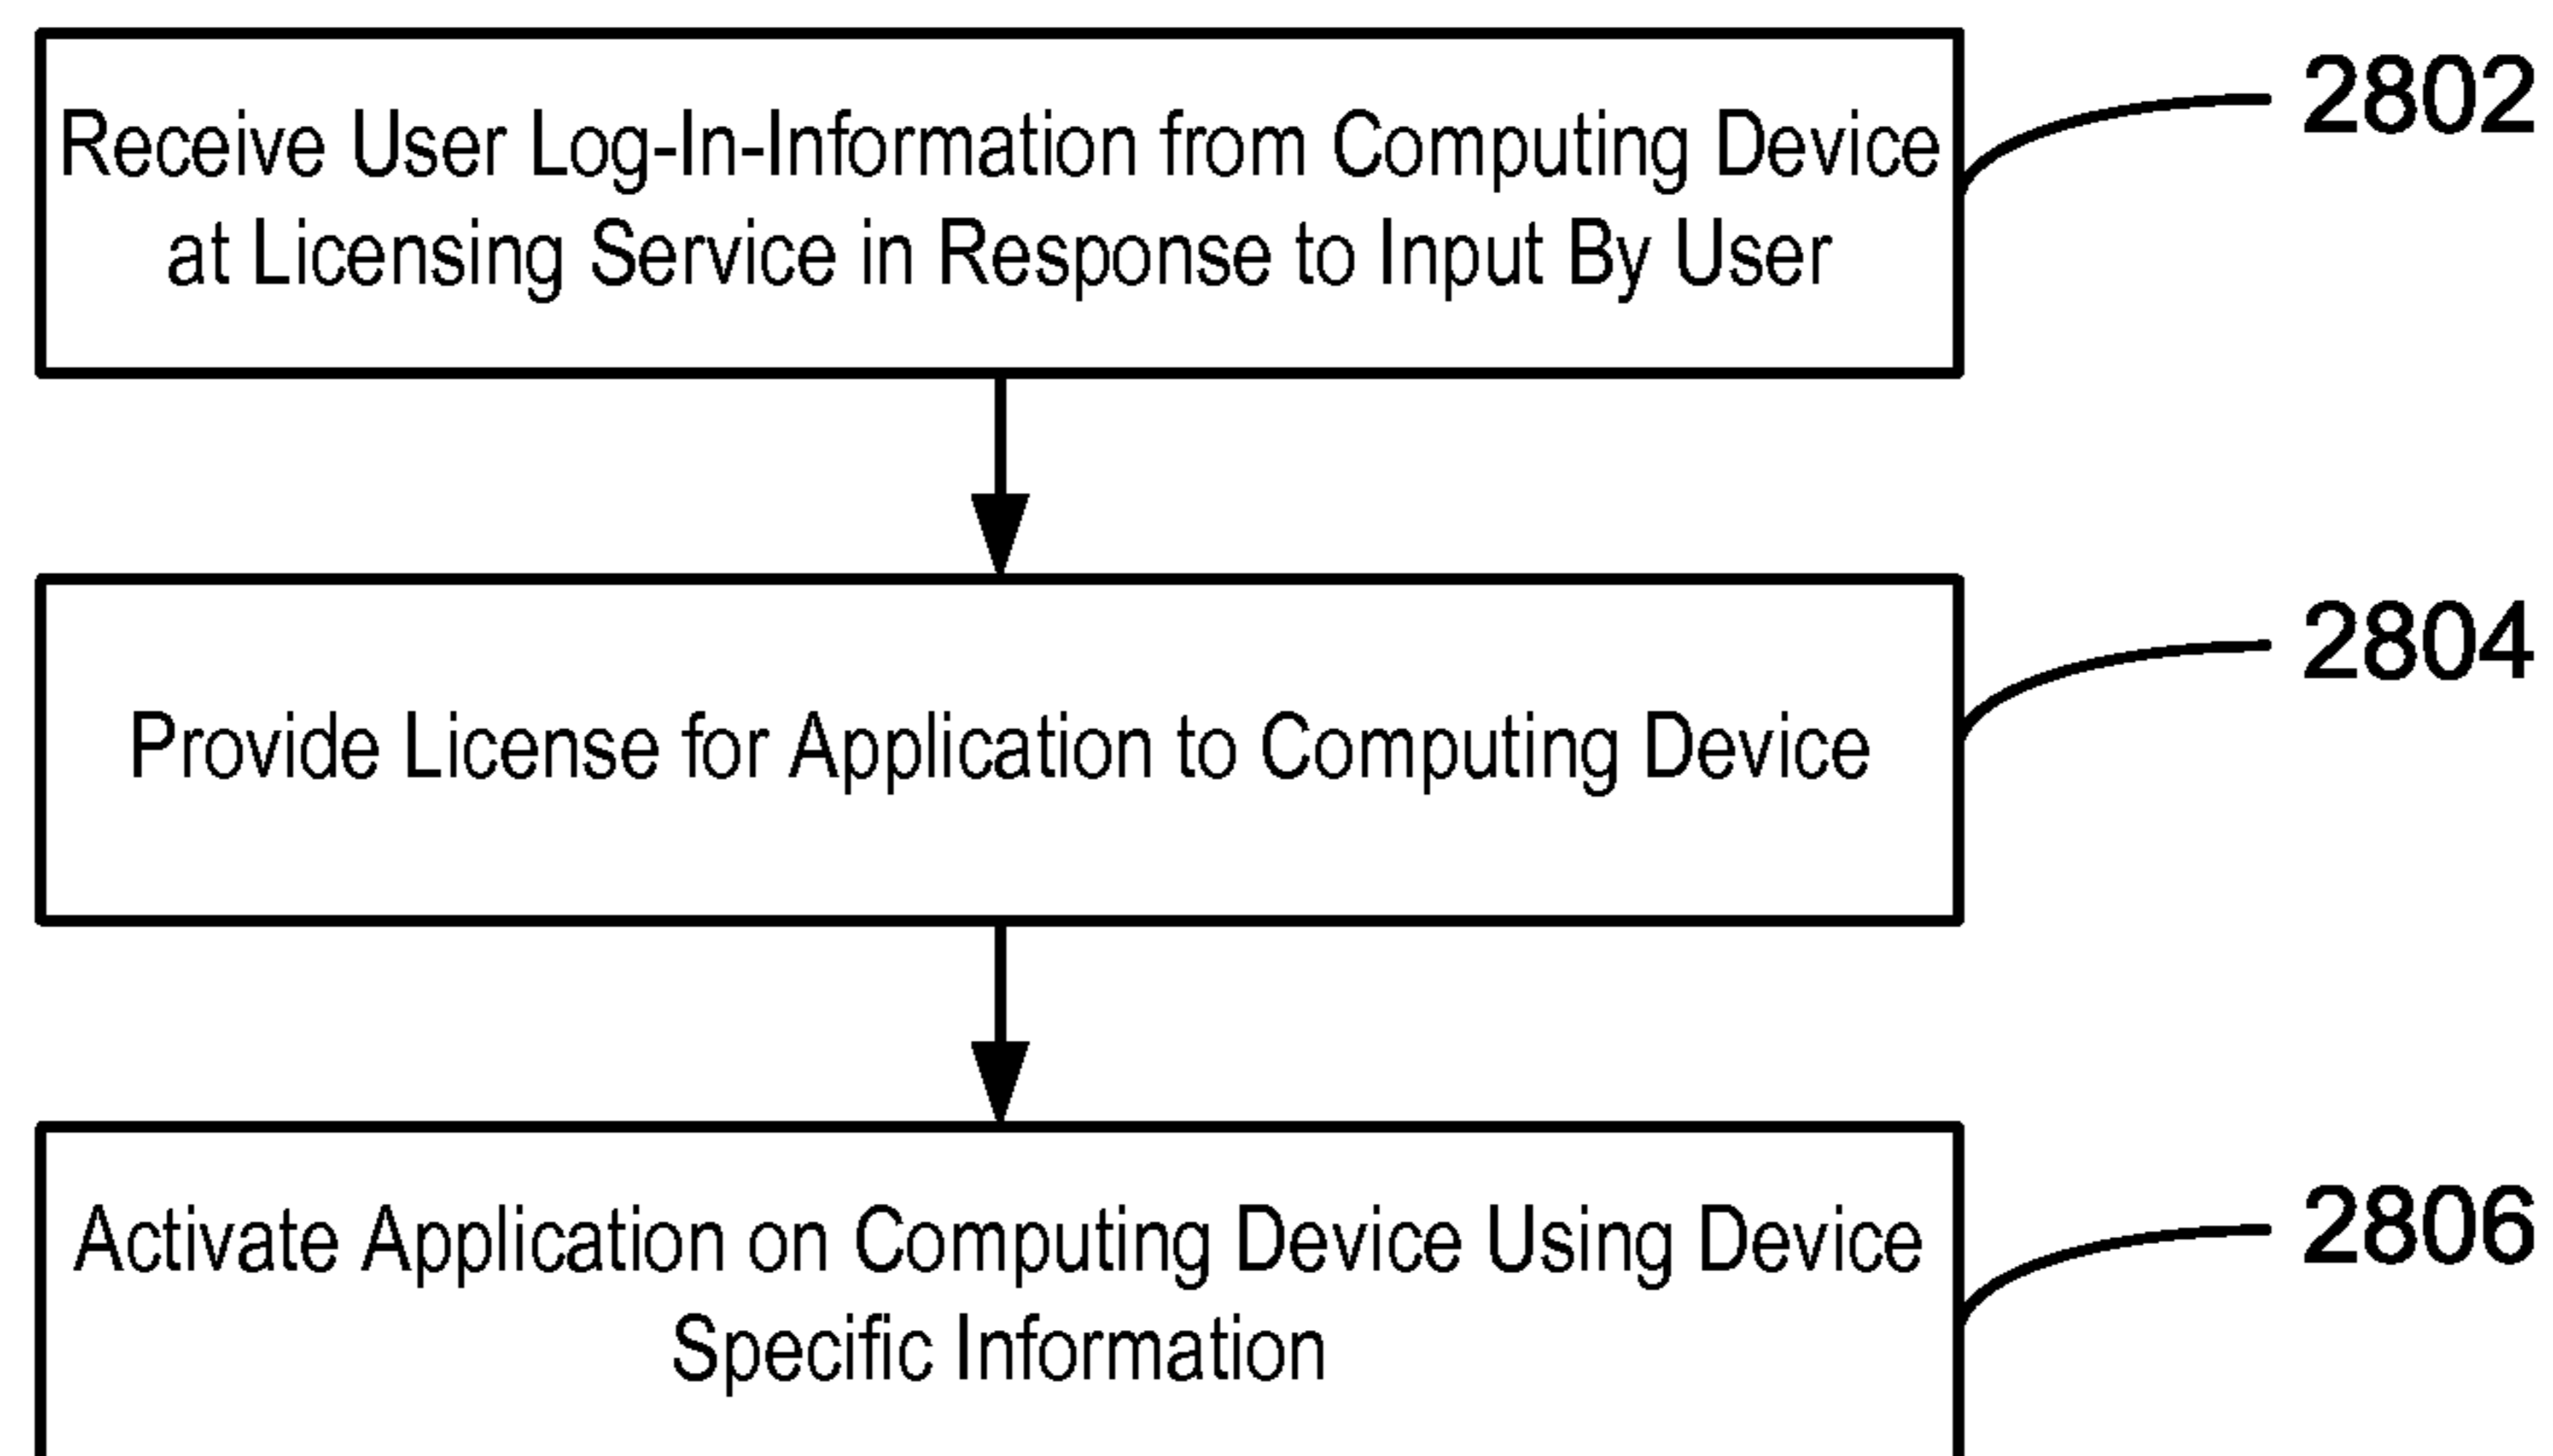 Receive User Log-In-Information from Computing Device
at Licensing Service in Response to Input By User
2802
Provide License for Application to Computing Device
2804
Activate Application on Computing Device Using Device
Specific Information
2806